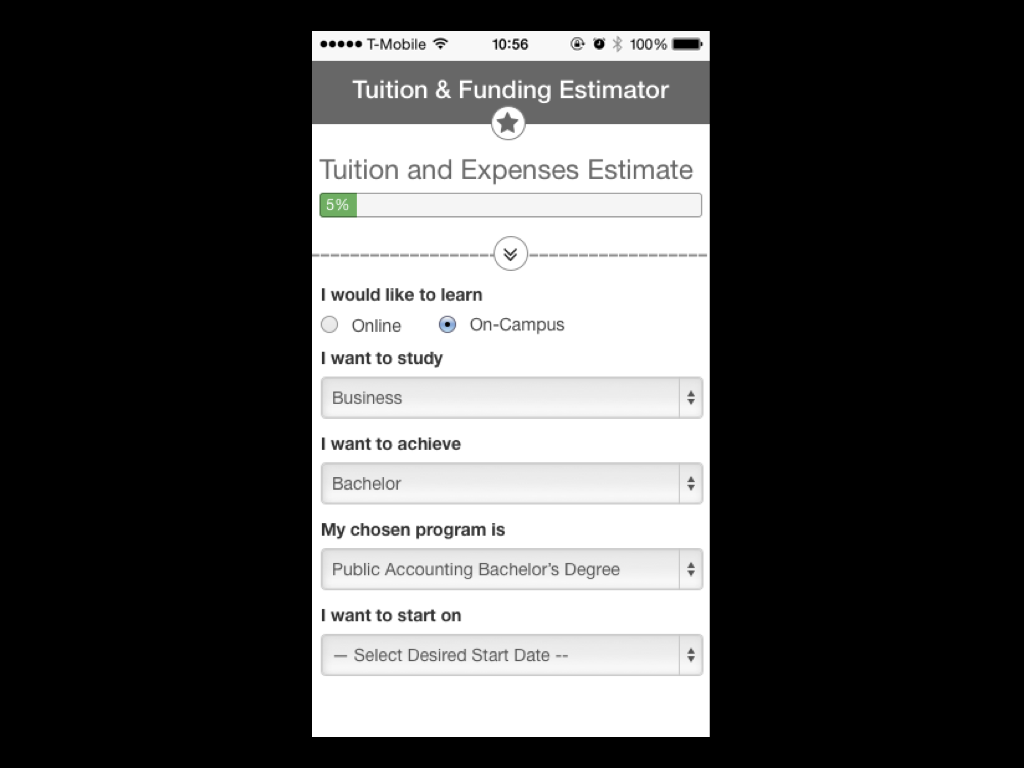 T-Mobile 10:56 100%
Tuition & Funding Estimator
Tuition and Expenses Estimate
5%
I would like to learn
Online On-Campus
I want to study
Business
I want to achieve
Bachelor
My chosen program is
Public Accounting Bachelor’s Degree
I want to start on
— Select Desired Start Date --